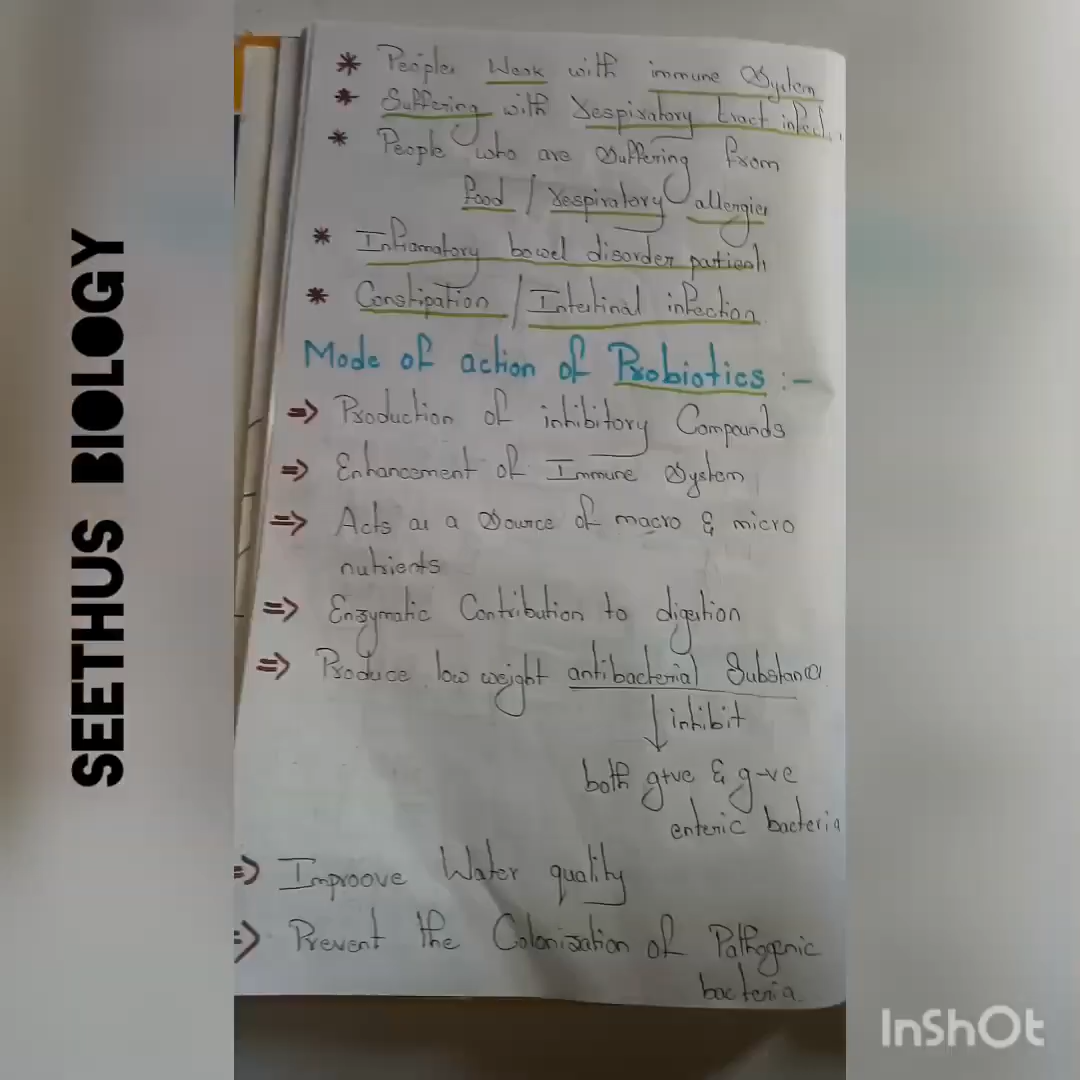 SEETHUS BIOLOGY
* People Weak with immune System
* Suffering with respiratory tract infect..
* People who are Suffering from
food / respiratory allergies
* Inflamatory bowel disorder patients
* Constipation / Intestinal infection
Mode of action of Probiotics :-
=> Production of inhibitory Compounds
=> Enhancement of Immune System
=> Acts as a Source of macro & micro
nutrients
=> Enzymatic Contribution to digestion
=> Produce low weight antibacterial Substances
↓ inhibit
both g+ve & g-ve
enteric bacteria
=> Improove Water quality
=> Prevent the Colonisation of Pathogenic
bacteria.
InShOt